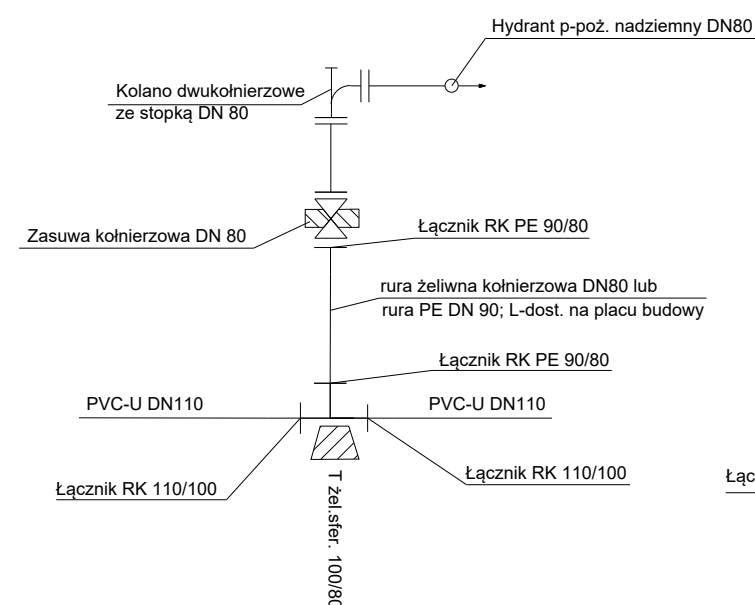 Hydrant p-poż. nadziemny DN80
Kolano dwukołnierzowe
ze stopką DN 80
Zasuwa kołnierzowa DN 80
Łącznik RK PE 90/80
rura żeliwna kołnierzowa DN80 lub
rura PE DN 90; L-dost. na placu budowy
Łącznik RK PE 90/80
PVC-U DN110
PVC-U DN110
Łącznik RK 110/100
Łącznik RK 110/100
T żel.sfer. 100/80